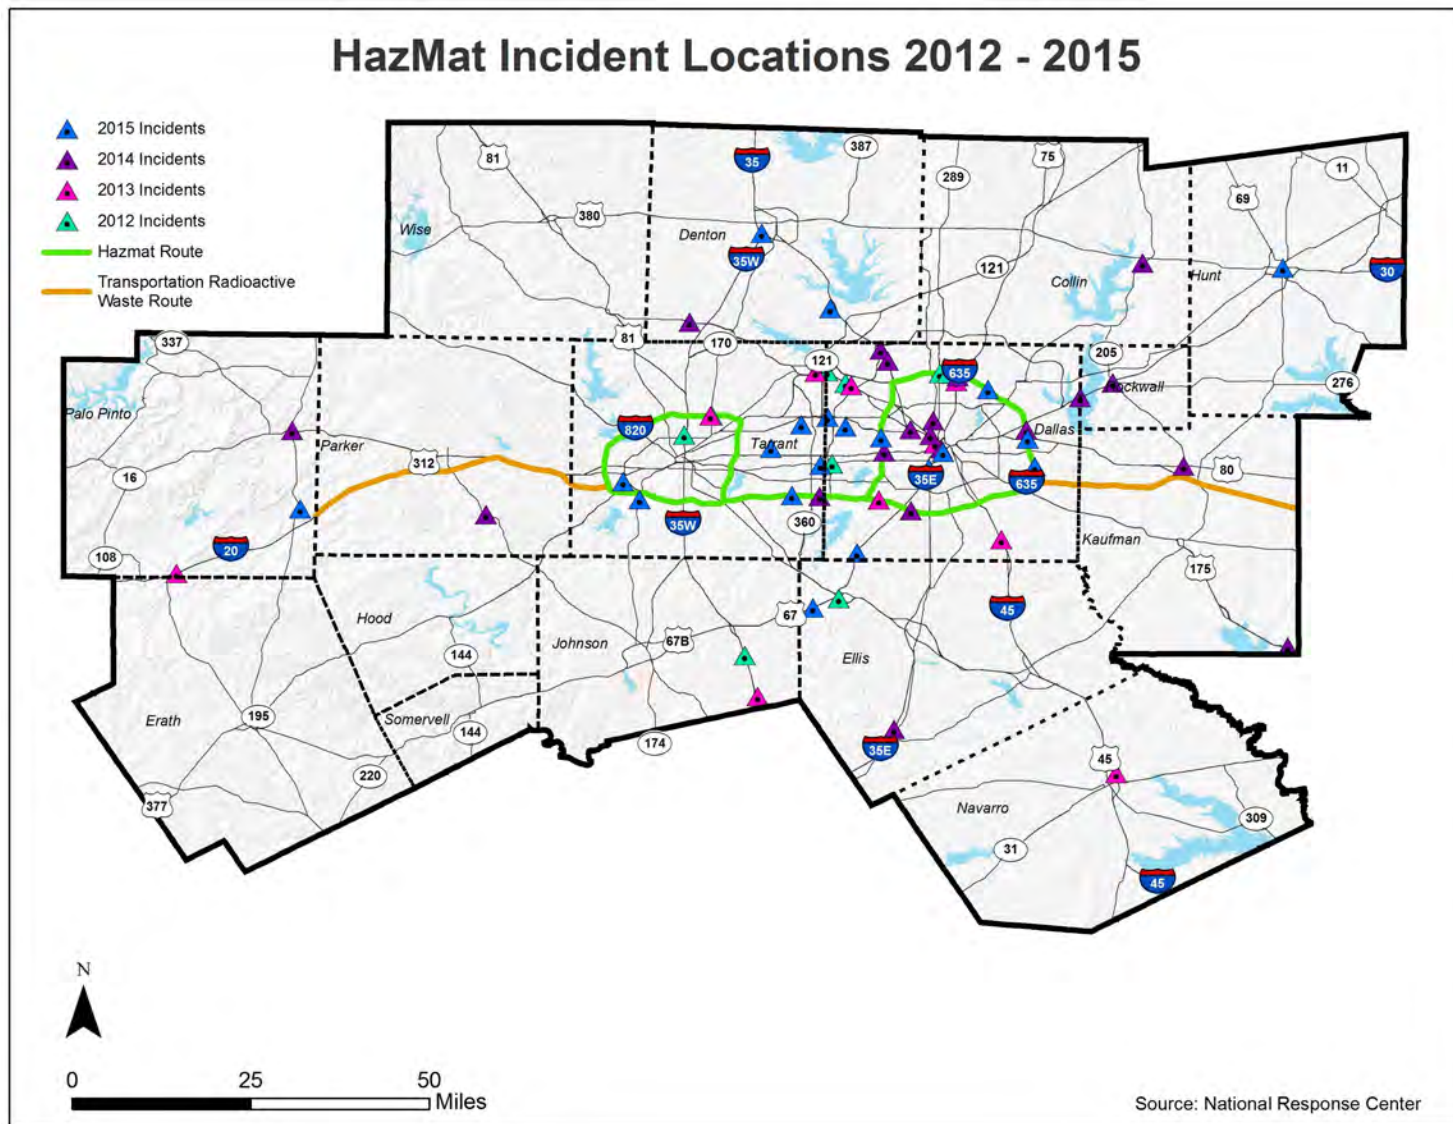 HazMat Incident Locations 2012 - 2015
2015 Incidents
2014 Incidents
2013 Incidents
2012 Incidents
Hazmat Route
Transportation Radioactive
Waste Route
81
35
387
75
289
11
69
380
Wise
Denton
35W
121
Collin
Hunt
30
337
81
170
121
635
205
276
Palo Pinto
Parker
820
Tarrant
Dallas
312
16
35E
635
80
108
20
35W
360
Kaufman
175
Hood
67
45
144
Johnson
67B
Ellis
Erath
195
Somervell
144
174
35E
45
220
377
Navarro
309
31
45
N
0
25
50
Miles
Source: National Response Center